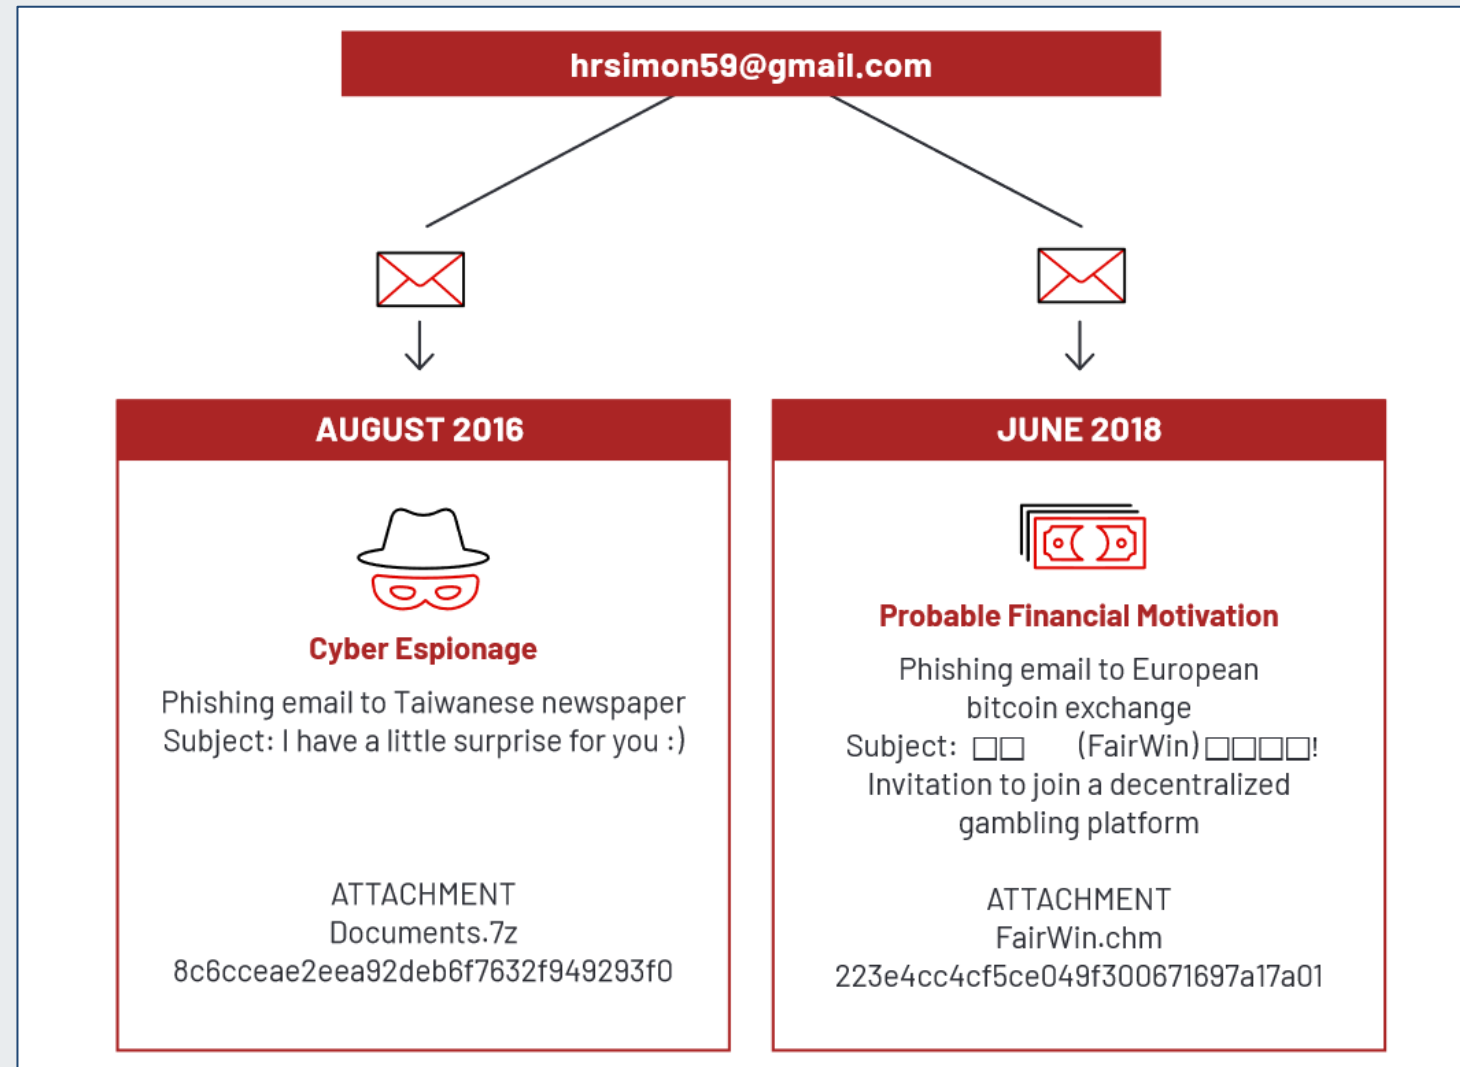 hrsimon59@gmail.com
AUGUST 2016
Cyber Espionage
Phishing email to Taiwanese newspaper
Subject: I have a little surprise for you :)
ATTACHMENT
Documents.7z
8c6cceae2eea92deb6f7632f949293f0
JUNE 2018
Probable Financial Motivation
Phishing email to European
bitcoin exchange
Subject: □□ (FairWin)□□□□!
Invitation to join a decentralized
gambling platform
ATTACHMENT
FairWin.chm
223e4cc4cf5ce049f300671697a17a01